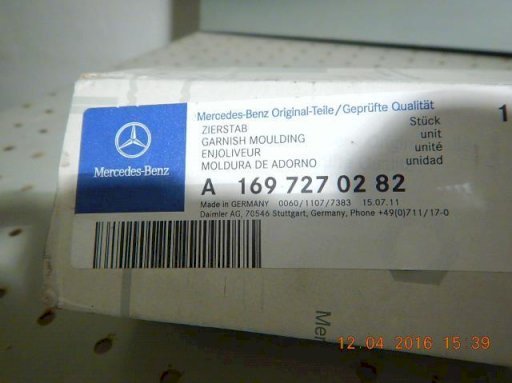 Mercedes-Benz
Mercedes-Benz Original-Teile/Geprüfte Qualität
ZIERSTAB
GARNISH MOULDING
ENJOLIVEUR
MOLDURA DE ADORNO
Stück
unit
unité
unidad
1
A 169 727 02 82
Made in GERMANY 0060/1107/7383 15.07.11
Daimler AG, 70546 Stuttgart, Germany, Phone +49(0)711/17-0
Mer
12.04.2016 15:39